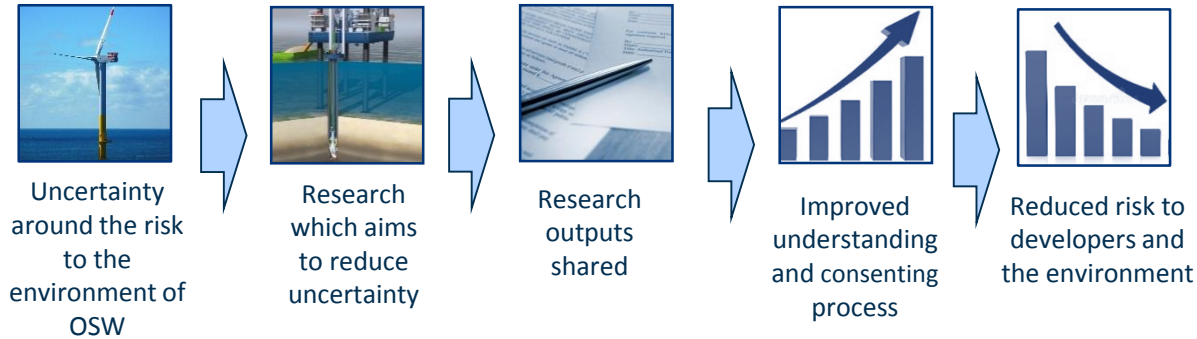 Uncertainty
around the risk
to the
environment of
OSW
Research
which aims
to reduce
uncertainty
Research
outputs
shared
Improved
understanding
and consenting
process
Reduced risk to
developers and
the environment